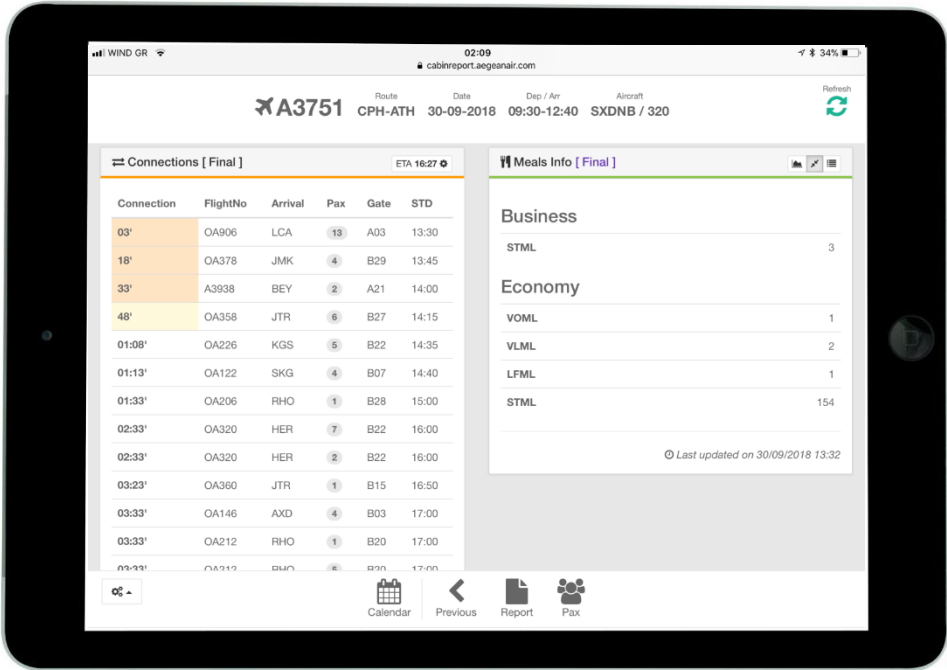 WIND GR
02:09
34%
cabinreport.aegeanair.com
A3751
Route
CPH-ATH
Date
30-09-2018
Dep / Arr
09:30-12:40
Aircraft
SXDNB / 320
Refresh
Connections [ Final ]
ETA 16:27
Connection FlightNo Arrival Pax Gate STD
03' OA906 LCA 13 A03 13:30
18' OA378 JMK 4 B29 13:45
33' A3938 BEY 2 A21 14:00
48' OA358 JTR 6 B27 14:15
01:08' OA226 KGS 5 B22 14:35
01:13' OA122 SKG 4 B07 14:40
01:33' OA206 RHO 1 B28 15:00
02:33' OA320 HER 7 B22 16:00
02:33' OA320 HER 2 B22 16:00
03:23' OA360 JTR 1 B15 16:50
03:33' OA146 AXD 4 B03 17:00
03:33' OA212 RHO 1 B20 17:00
03:33' OA212 RHO 5 B20 17:00
Meals Info [ Final ]
Business
STML 3
Economy
VOML 1
VLML 2
LFML 1
STML 154
Last updated on 30/09/2018 13:32
Calendar
Previous
Report
Pax